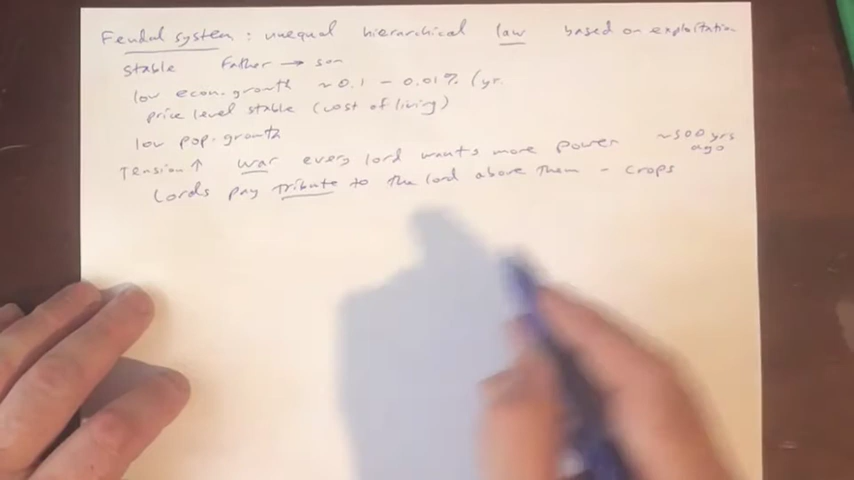 Feudal system : unequal hierarchical law based on exploitation
stable Father → son
low econ. growth ~0.1 - 0.01% /yr.
price level stable (cost of living)
low pop. growth
Tension ↑ war every lord wants more power ~500 yrs ago
Lords pay tribute to the lord above them - crops